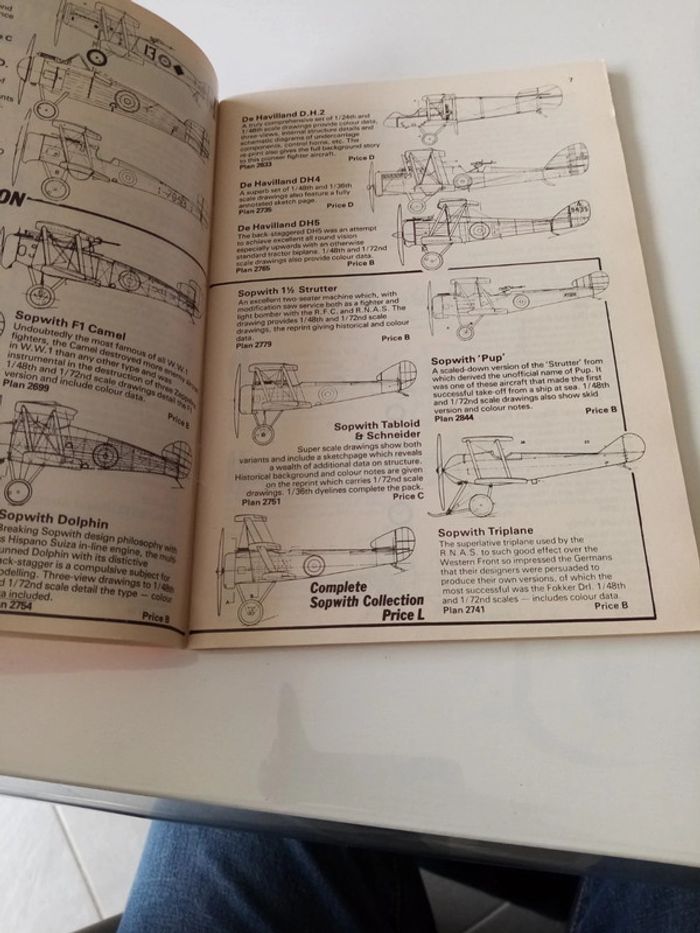 ON
Sopwith F1 Camel
Undoubtedly the most famous of all W.W.1
fighters, the Camel destroyed more enemy
in W.W.1 than any other type and was
instrumental in the destruction of three Zeppelins
1/48th and 1/72nd scale drawings detail the F1
version and include colour data.
Plan 2699
Price B
Sopwith Dolphin
Breaking Sopwith design philosophy with
Hispano Suiza in-line engine, the
Dolphin with its distictive
is a compulsive subject for
Three-view drawings to 1/48th
1/72nd scale detail the type — colour
included.
2754
Price B
7
De Havilland D.H.2
A truly comprehensive set of 1/24th and
1/48th scale drawings provide colour data,
three-views, internal structure details and
schematic diagrams of undercarriage
components, control horns, etc. The
re-print also gives the full background story
to this pioneer fighter aircraft.
Plan 2633
Price D
De Havilland DH4
A superb set of 1/48th and 1/36th
scale drawings also feature a fully
annotated sketch page.
Plan 2735
Price D
De Havilland DH5
The back-staggered DH5 was an attempt
to achieve excellent all round vision
especially upwards with an otherwise
standard tractor biplane. 1/48th and 1/72nd
scale drawings also provide colour data.
Plan 2765
Price B
A
9435
Sopwith 1½ Strutter
An excellent two-seater machine which, with
modification saw service both as a fighter and
light bomber with the R.F.C. and R.N.A.S. The
drawing provides 1/48th and 1/72nd scale
drawings, the reprint giving historical and colour
data.
Plan 2779
Price B
Sopwith 'Pup'
A scaled-down version of the 'Strutter' from
which derived the unofficial name of Pup. It
was one of these aircraft that made the first
successful take-off from a ship at sea. 1/48th
and 1/72nd scale drawings also show skid
version and colour notes.
Plan 2844
Price B
Sopwith Tabloid
& Schneider
Super scale drawings show both
variants and include a sketchpage which reveals
a wealth of additional data on structure.
Historical background and colour notes are given
on the reprint which carries 1/72nd scale
drawings. 1/36th dyelines complete the pack.
Plan 2751
Price C
Sopwith Triplane
The superlative triplane used by the
R.N.A.S. to such good effect over the
Western Front so impressed the Germans
that their designers were persuaded to
produce their own versions, of which the
most successful was the Fokker Drl. 1/48th
and 1/72nd scales — includes colour data.
Plan 2741
Price B
Complete
Sopwith Collection
Price L